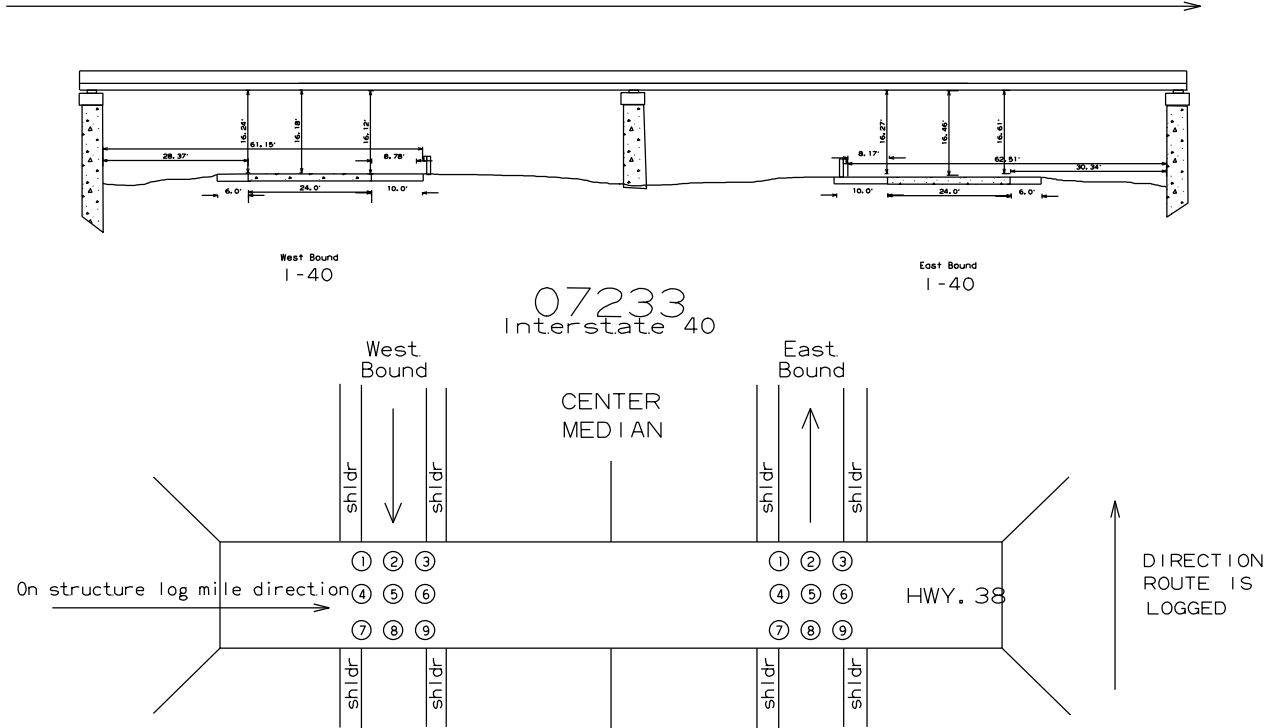 16.24'
16.18'
16.12'
61.15'
28.37'
8.78'
6.0'
24.0'
10.0'
16.27'
16.46'
16.61'
8.17'
62.51'
30.34'
10.0'
24.0'
6.0'
West Bound
I-40
East Bound
I-40
07233
Interstate 40
West
Bound
East
Bound
CENTER
MEDIAN
shldr
shldr
shldr
shldr
1 2 3
1 2 3
On structure log mile direction
4 5 6
4 5 6
HWY. 38
7 8 9
7 8 9
DIRECTION
ROUTE IS
LOGGED
shldr
shldr
shldr
shldr